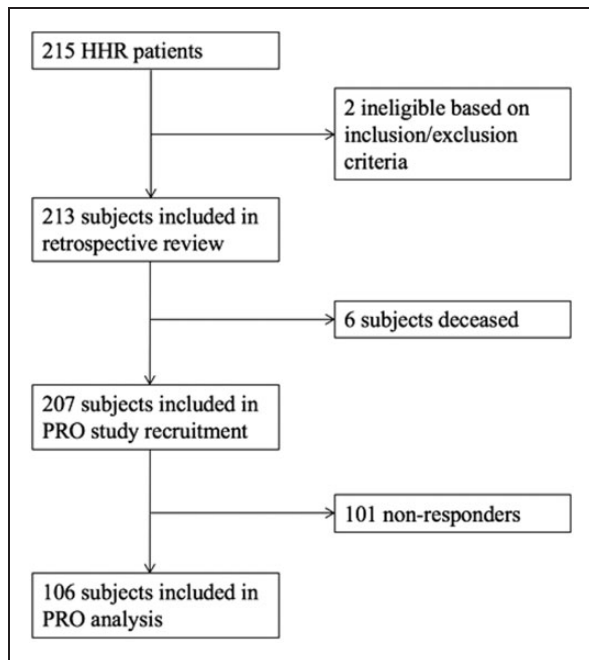 215 HHR patients
2 ineligible based on
inclusion/exclusion
criteria
213 subjects included in
retrospective review
6 subjects deceased
207 subjects included in
PRO study recruitment
101 non-responders
106 subjects included in
PRO analysis